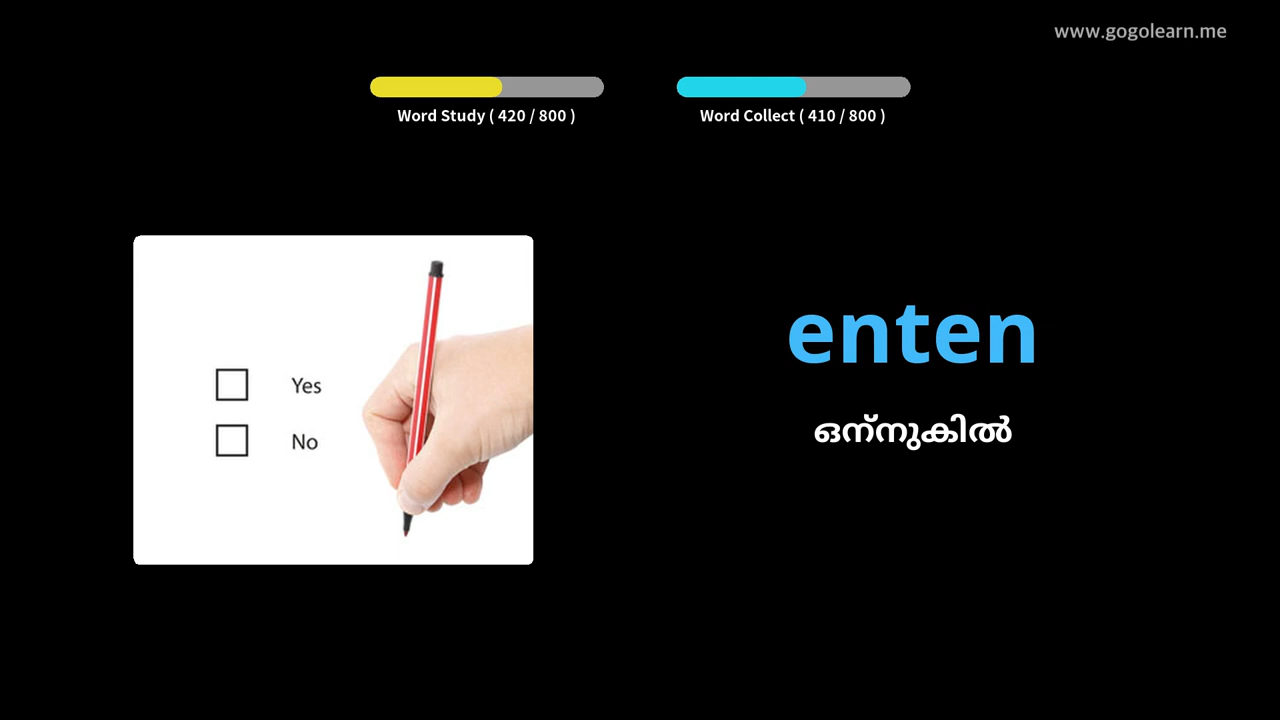 www.gogolearn.me
Word Study ( 420 / 800 )
Word Collect ( 410 / 800 )
Yes
No
enten
ഒന്നുകിൽ